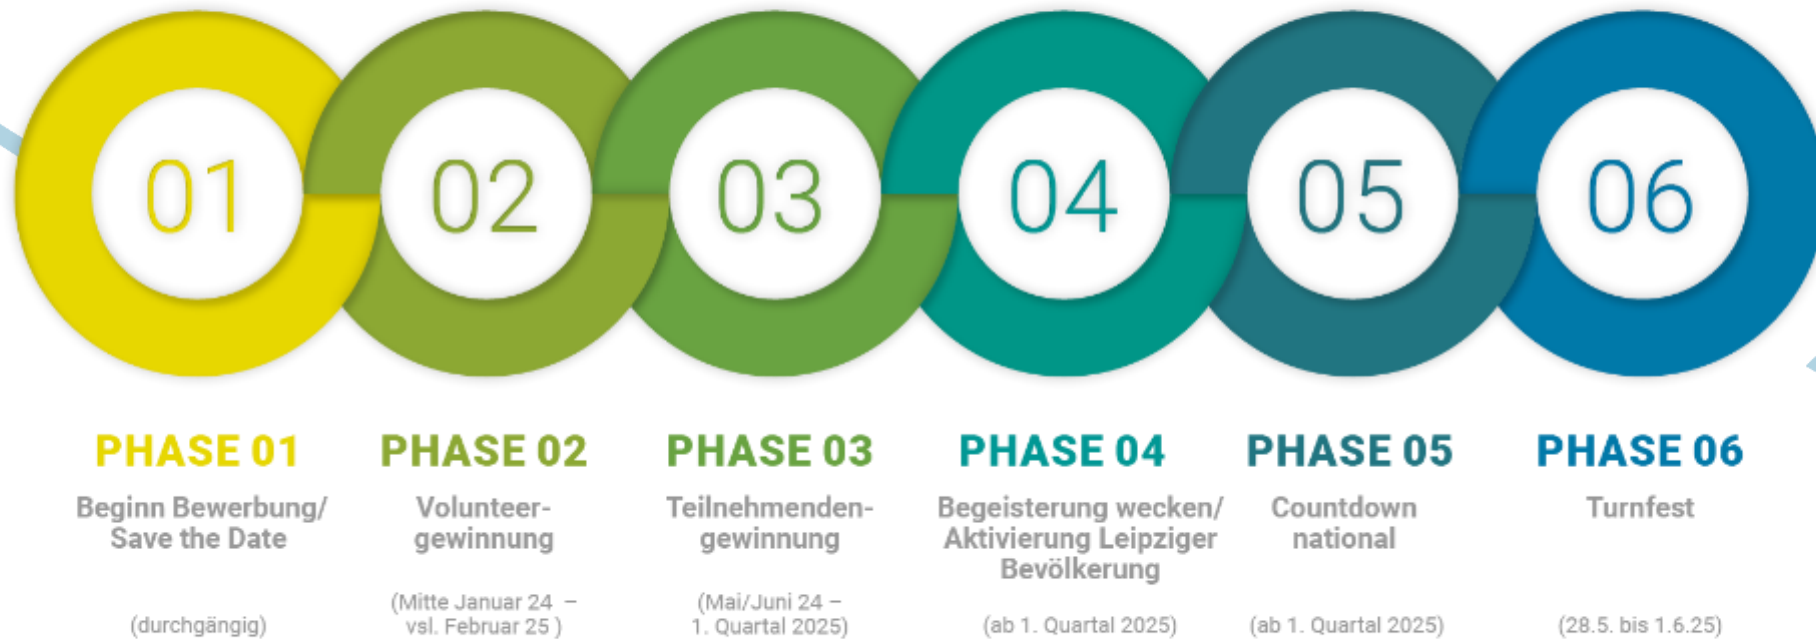 01
02
03
04
05
06
PHASE 01
Beginn Bewerbung/
Save the Date
(durchgängig)
PHASE 02
Volunteer-
gewinnung
(Mitte Januar 24 –
vsl. Februar 25 )
PHASE 03
Teilnehmenden-
gewinnung
(Mai/Juni 24 –
1. Quartal 2025)
PHASE 04
Begeisterung wecken/
Aktivierung Leipziger
Bevölkerung
(ab 1. Quartal 2025)
PHASE 05
Countdown
national
(ab 1. Quartal 2025)
PHASE 06
Turnfest
(28.5. bis 1.6.25)